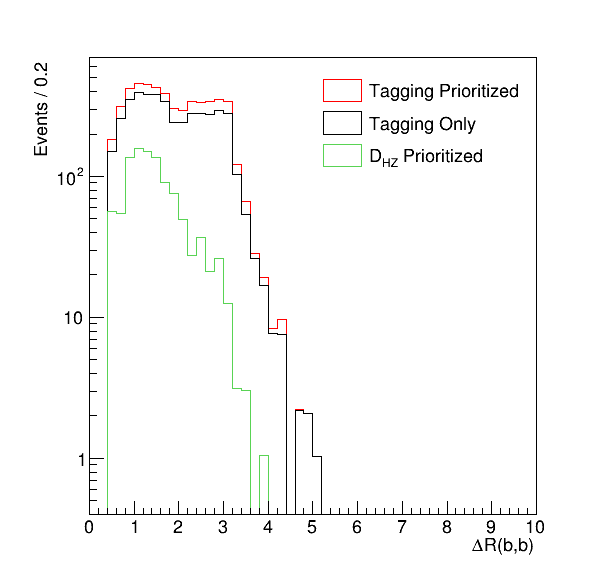 Events / 0.2
Tagging Prioritized
Tagging Only
D_HZ Prioritized
10²
10
1
0 1 2 3 4 5 6 7 8 9 10
ΔR(b,b)